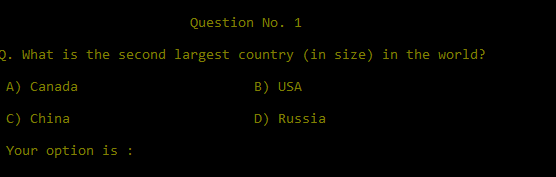 Question No. 1
Q. What is the second largest country (in size) in the world?
A) Canada B) USA
C) China D) Russia
Your option is :